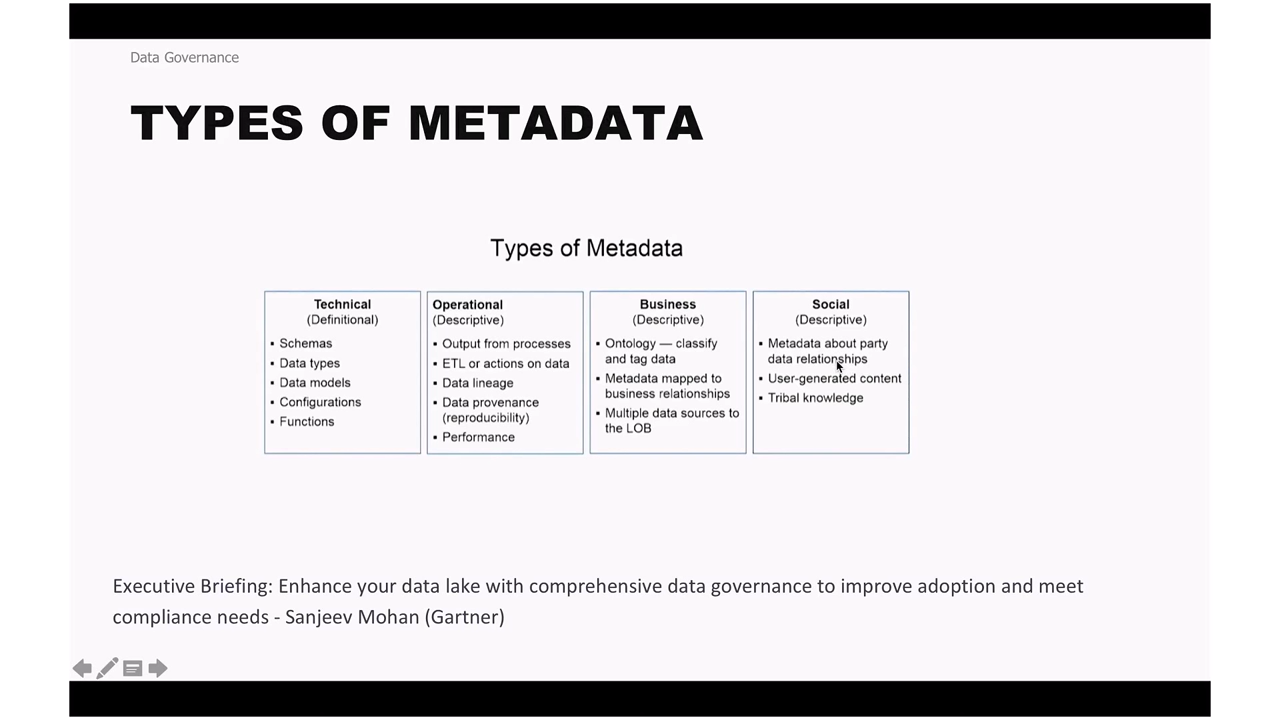 Data Governance
TYPES OF METADATA
Types of Metadata
Technical
(Definitional)
▪ Schemas
▪ Data types
▪ Data models
▪ Configurations
▪ Functions
Operational
(Descriptive)
▪ Output from processes
▪ ETL or actions on data
▪ Data lineage
▪ Data provenance
(reproducibility)
▪ Performance
Business
(Descriptive)
▪ Ontology — classify
and tag data
▪ Metadata mapped to
business relationships
▪ Multiple data sources to
the LOB
Social
(Descriptive)
▪ Metadata about party
data relationships
▪ User-generated content
▪ Tribal knowledge
Executive Briefing: Enhance your data lake with comprehensive data governance to improve adoption and meet
compliance needs - Sanjeev Mohan (Gartner)